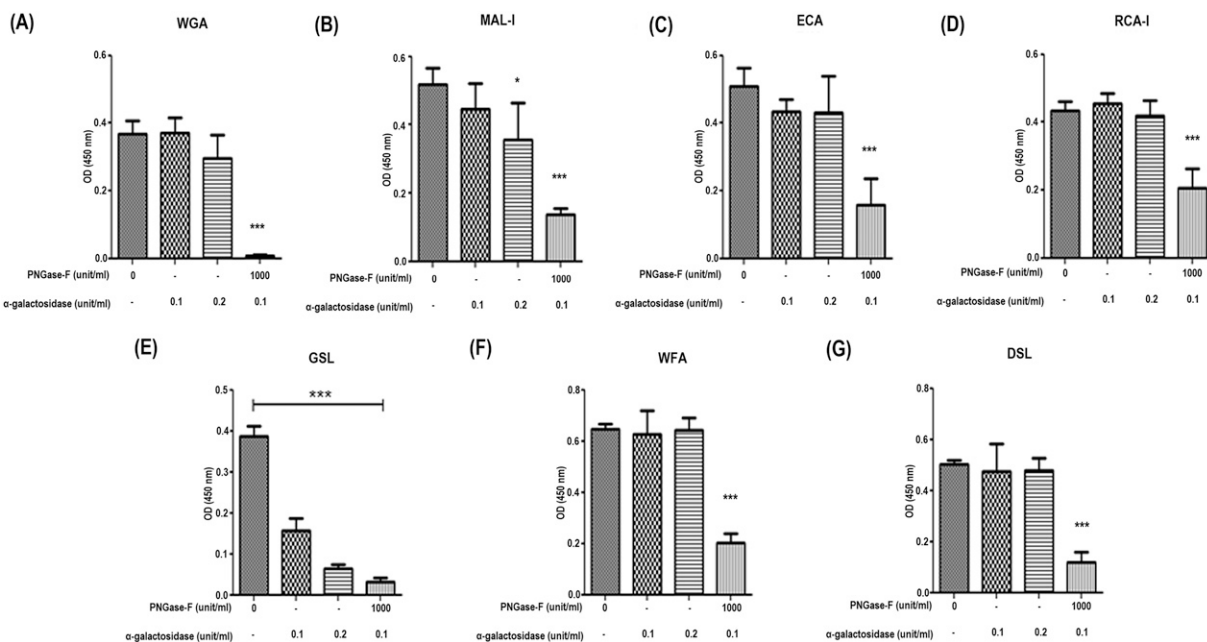 (A)
WGA
0.6
0.4
0.2
0.0
OD (450 nm)
***
PNGase-F (unit/ml) 0 - - 1000
α-galactosidase (unit/ml) - 0.1 0.2 0.1
(B)
MAL-I
0.6
0.4
0.2
0.0
OD (450 nm)
*
***
PNGase-F (unit/ml) 0 - - 1000
α-galactosidase (unit/ml) - 0.1 0.2 0.1
(C)
ECA
0.6
0.4
0.2
0.0
OD (450 nm)
***
PNGase-F (unit/ml) 0 - - 1000
α-galactosidase (unit/ml) - 0.1 0.2 0.1
(D)
RCA-I
0.6
0.4
0.2
0.0
OD (450 nm)
***
PNGase-F (unit/ml) 0 - - 1000
α-galactosidase (unit/ml) - 0.1 0.2 0.1
(E)
GSL
0.5
0.4
0.3
0.2
0.1
0.0
OD (450 nm)
***
PNGase-F (unit/ml) 0 - - 1000
α-galactosidase (unit/ml) - 0.1 0.2 0.1
(F)
WFA
0.8
0.6
0.4
0.2
0.0
OD (450 nm)
***
PNGase-F (unit/ml) 0 - - 1000
α-galactosidase (unit/ml) - 0.1 0.2 0.1
(G)
DSL
0.8
0.6
0.4
0.2
0.0
OD (450 nm)
***
PNGase-F (unit/ml) 0 - - 1000
α-galactosidase (unit/ml) - 0.1 0.2 0.1